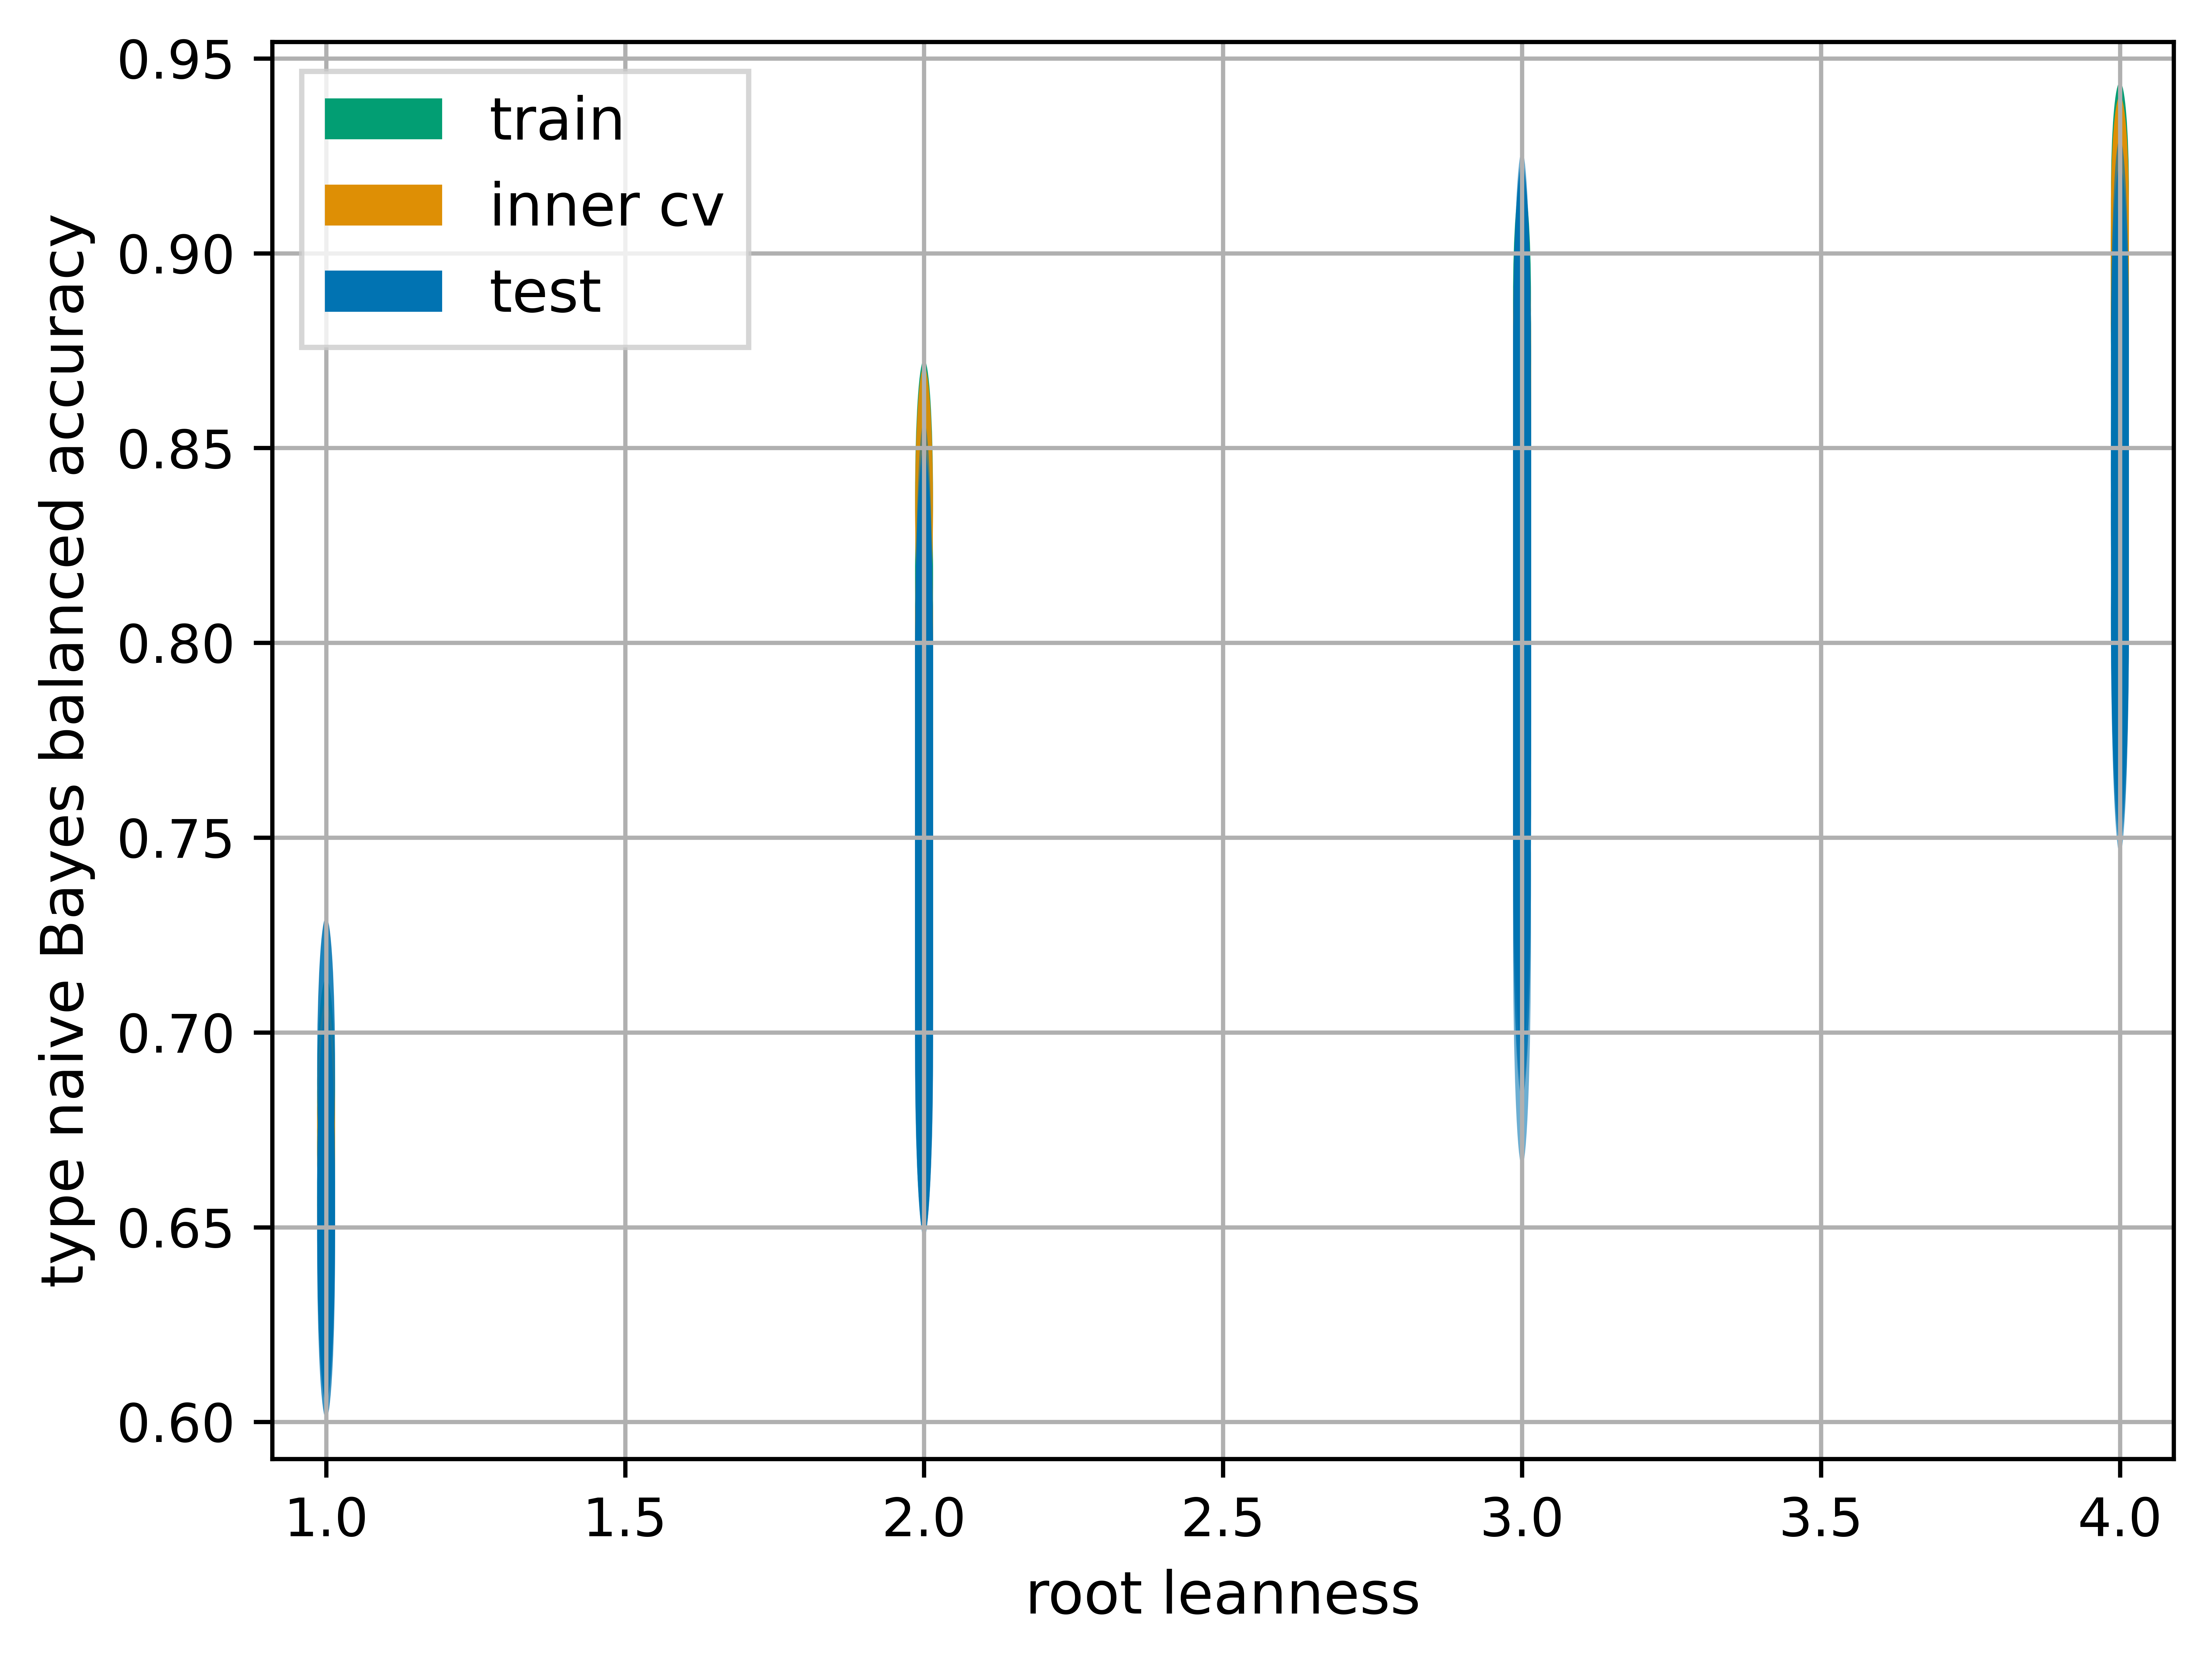 type naive Bayes balanced accuracy
0.95
0.90
0.85
0.80
0.75
0.70
0.65
0.60
train
inner cv
test
1.0 1.5 2.0 2.5 3.0 3.5 4.0
root leanness